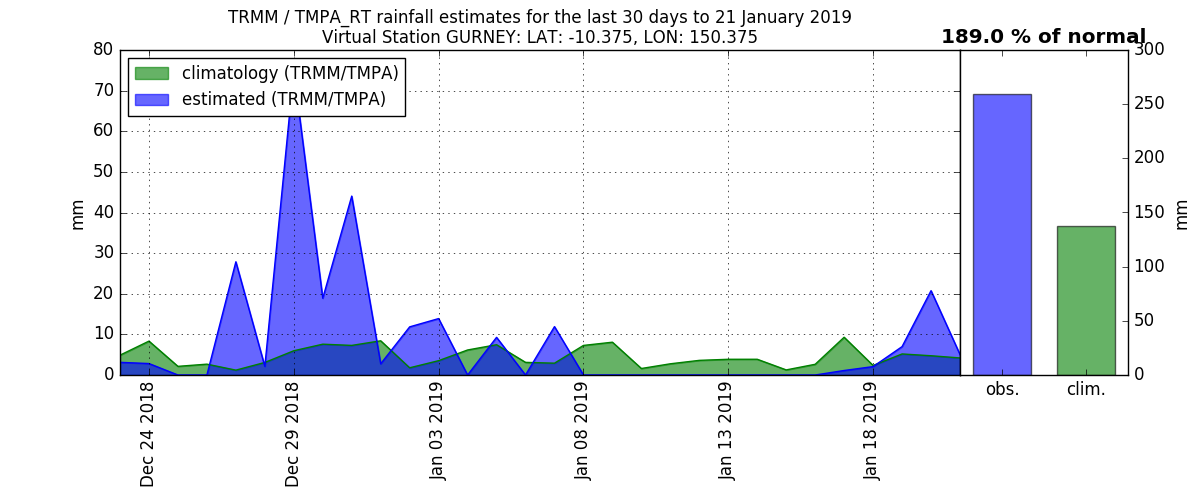 TRMM / TMPA_RT rainfall estimates for the last 30 days to 21 January 2019
Virtual Station GURNEY: LAT: -10.375, LON: 150.375
189.0 % of normal
climatology (TRMM/TMPA)
estimated (TRMM/TMPA)
80
70
60
50
40
30
20
10
0
mm
Dec 24 2018
Dec 29 2018
Jan 03 2019
Jan 08 2019
Jan 13 2019
Jan 18 2019
obs.
clim.
300
250
200
150
100
50
0
mm